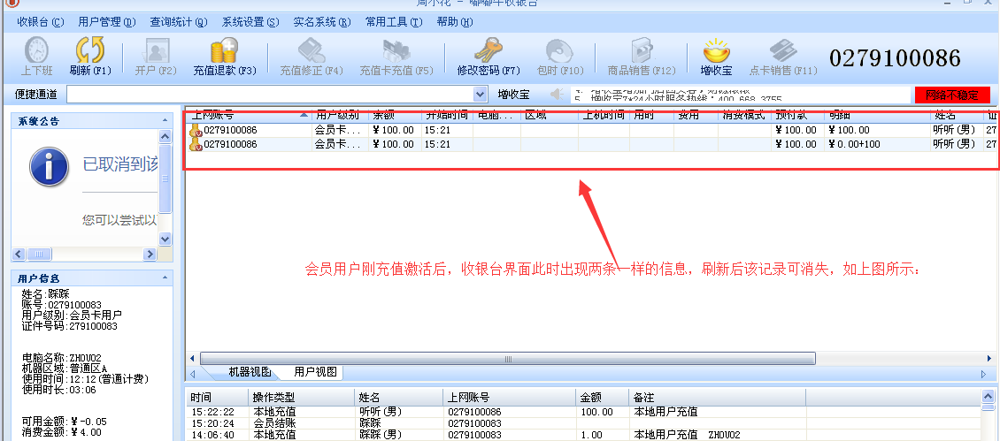 周小花 - 嘟嘟牛收银台
收银台(C) 用户管理(D) 查询统计(Q) 系统设置(S) 实名系统(R) 常用工具(T) 帮助(H)
上下班 刷新(F1) 开户(F2) 充值退款(F3) 充值修正(F4) 充值卡充值(F5) 修改密码(F7) 包时(F10) 商品销售(F12) 增收宝 点卡销售(F11) 0279100086
便捷通道 增收宝 5. 增收宝7*24小时服务热线:400-668-3755 网络不稳定
系统公告
已取消到该
您可以尝试以
上网账号 用户级别 余额 开始时间 电脑... 区域 上机时间 用时 费用 消费模式 预付款 明细 姓名 证
0279100086 会员卡... ¥100.00 15:21 ¥100.00 ¥100.00 听听(男) 27
0279100086 会员卡... ¥100.00 15:21 ¥100.00 ¥0.00+100 听听(男) 27
会员用户刚充值激活后，收银台界面此时出现两条一样的信息，刷新后该记录可消失，如上图所示：
用户信息
姓名:踩踩
账号:0279100083
用户级别:会员卡用户
证件号码:279100083
电脑名称:ZHOU02
机器区域:普通区A
使用时间:12:12(普通计费)
使用时长:03:06
可用金额:¥-0.05
消费金额:¥4.00
机器视图 用户视图
时间 操作类型 姓名 上网账号 金额 备注
15:22:22 本地充值 听听(男) 0279100086 100.00 本地用户充值
15:20:24 会员结账 踩踩 0279100083
14:06:40 本地充值 踩踩(男) 0279100083 1.00 本地用户充值 ZHOU02